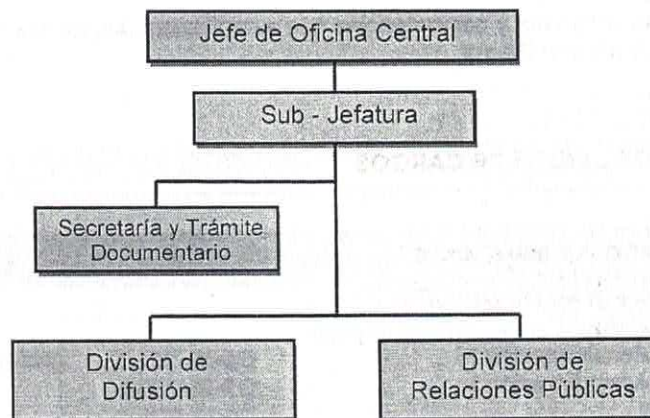 Jefe de Oficina Central
Sub - Jefatura
Secretaría y Trámite
Documentario
División de
Difusión
División de
Relaciones Públicas